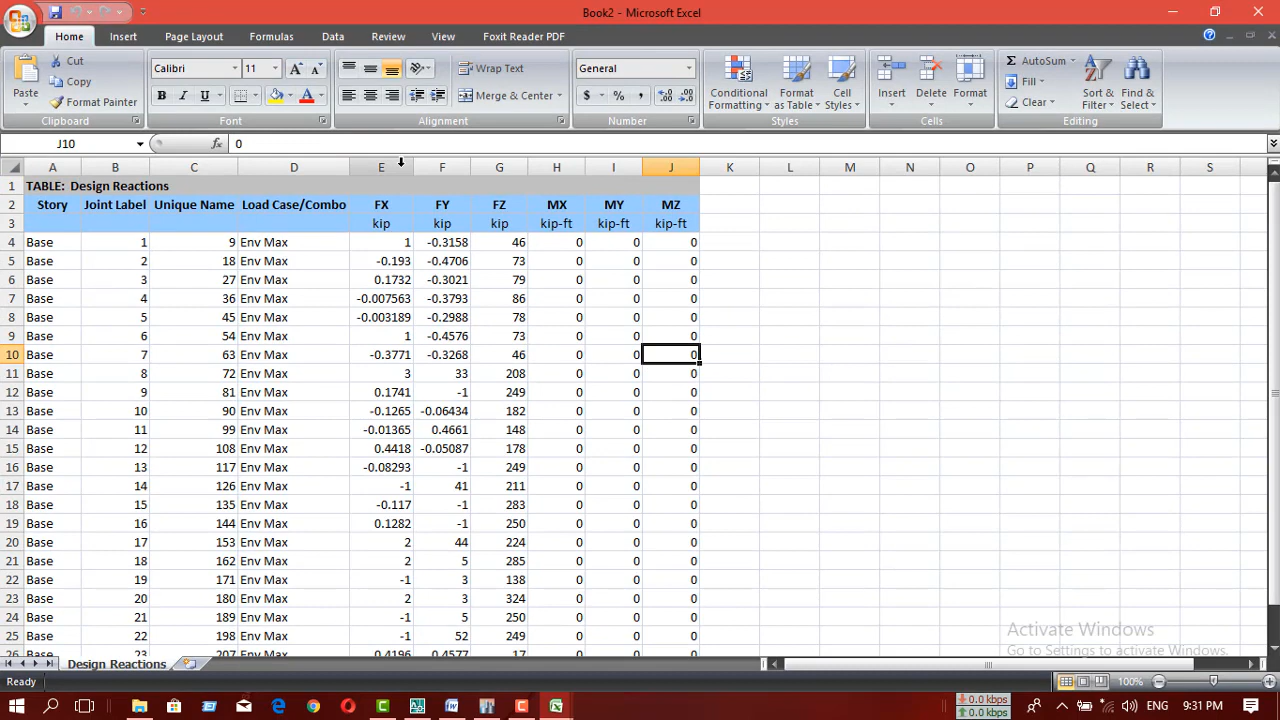 Book2 - Microsoft Excel
Home Insert Page Layout Formulas Data Review View Foxit Reader PDF
Paste
Cut
Copy
Format Painter
Clipboard
Calibri 11
B I U A
Font
Wrap Text
Merge & Center
Alignment
General
$ % ,
Number
Conditional Formatting
Format as Table
Cell Styles
Styles
Insert Delete Format
Cells
AutoSum
Fill
Clear
Sort & Filter
Find & Select
Editing
J10 fx 0
A B C D E F G H I J K L M N O P Q R S
1 TABLE: Design Reactions
2 Story Joint Label Unique Name Load Case/Combo FX FY FZ MX MY MZ
3 kip kip kip kip-ft kip-ft kip-ft
4 Base 1 9 Env Max 1 -0.3158 46 0 0 0
5 Base 2 18 Env Max -0.193 -0.4706 73 0 0 0
6 Base 3 27 Env Max 0.1732 -0.3021 79 0 0 0
7 Base 4 36 Env Max -0.007563 -0.3793 86 0 0 0
8 Base 5 45 Env Max -0.003189 -0.2988 78 0 0 0
9 Base 6 54 Env Max 1 -0.4576 73 0 0 0
10 Base 7 63 Env Max -0.3771 -0.3268 46 0 0 0
11 Base 8 72 Env Max 3 33 208 0 0 0
12 Base 9 81 Env Max 0.1741 -1 249 0 0 0
13 Base 10 90 Env Max -0.1265 -0.06434 182 0 0 0
14 Base 11 99 Env Max -0.01365 0.4661 148 0 0 0
15 Base 12 108 Env Max 0.4418 -0.05087 178 0 0 0
16 Base 13 117 Env Max -0.08293 -1 249 0 0 0
17 Base 14 126 Env Max -1 41 211 0 0 0
18 Base 15 135 Env Max -0.117 -1 283 0 0 0
19 Base 16 144 Env Max 0.1282 -1 250 0 0 0
20 Base 17 153 Env Max 2 44 224 0 0 0
21 Base 18 162 Env Max 2 5 285 0 0 0
22 Base 19 171 Env Max -1 3 138 0 0 0
23 Base 20 180 Env Max 2 3 324 0 0 0
24 Base 21 189 Env Max -1 5 250 0 0 0
25 Base 22 198 Env Max -1 52 249 0 0 0
26 Base 23 207 Env Max 0.4196 0.4577 17 0 0 0
Activate Windows
Go to Settings to activate Windows.
Design Reactions
Ready 100%
0.0 kbps
0.0 kbps
ENG 9:31 PM